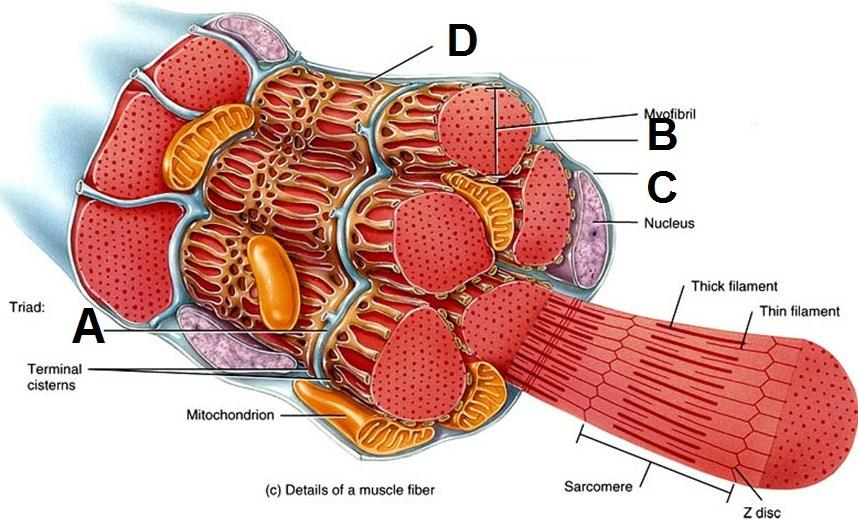 D
Myofibril
B
C
Nucleus
Thick filament
Thin filament
Triad:
A
Terminal
cisterns
Mitochondrion
(c) Details of a muscle fiber
Sarcomere
Z disc